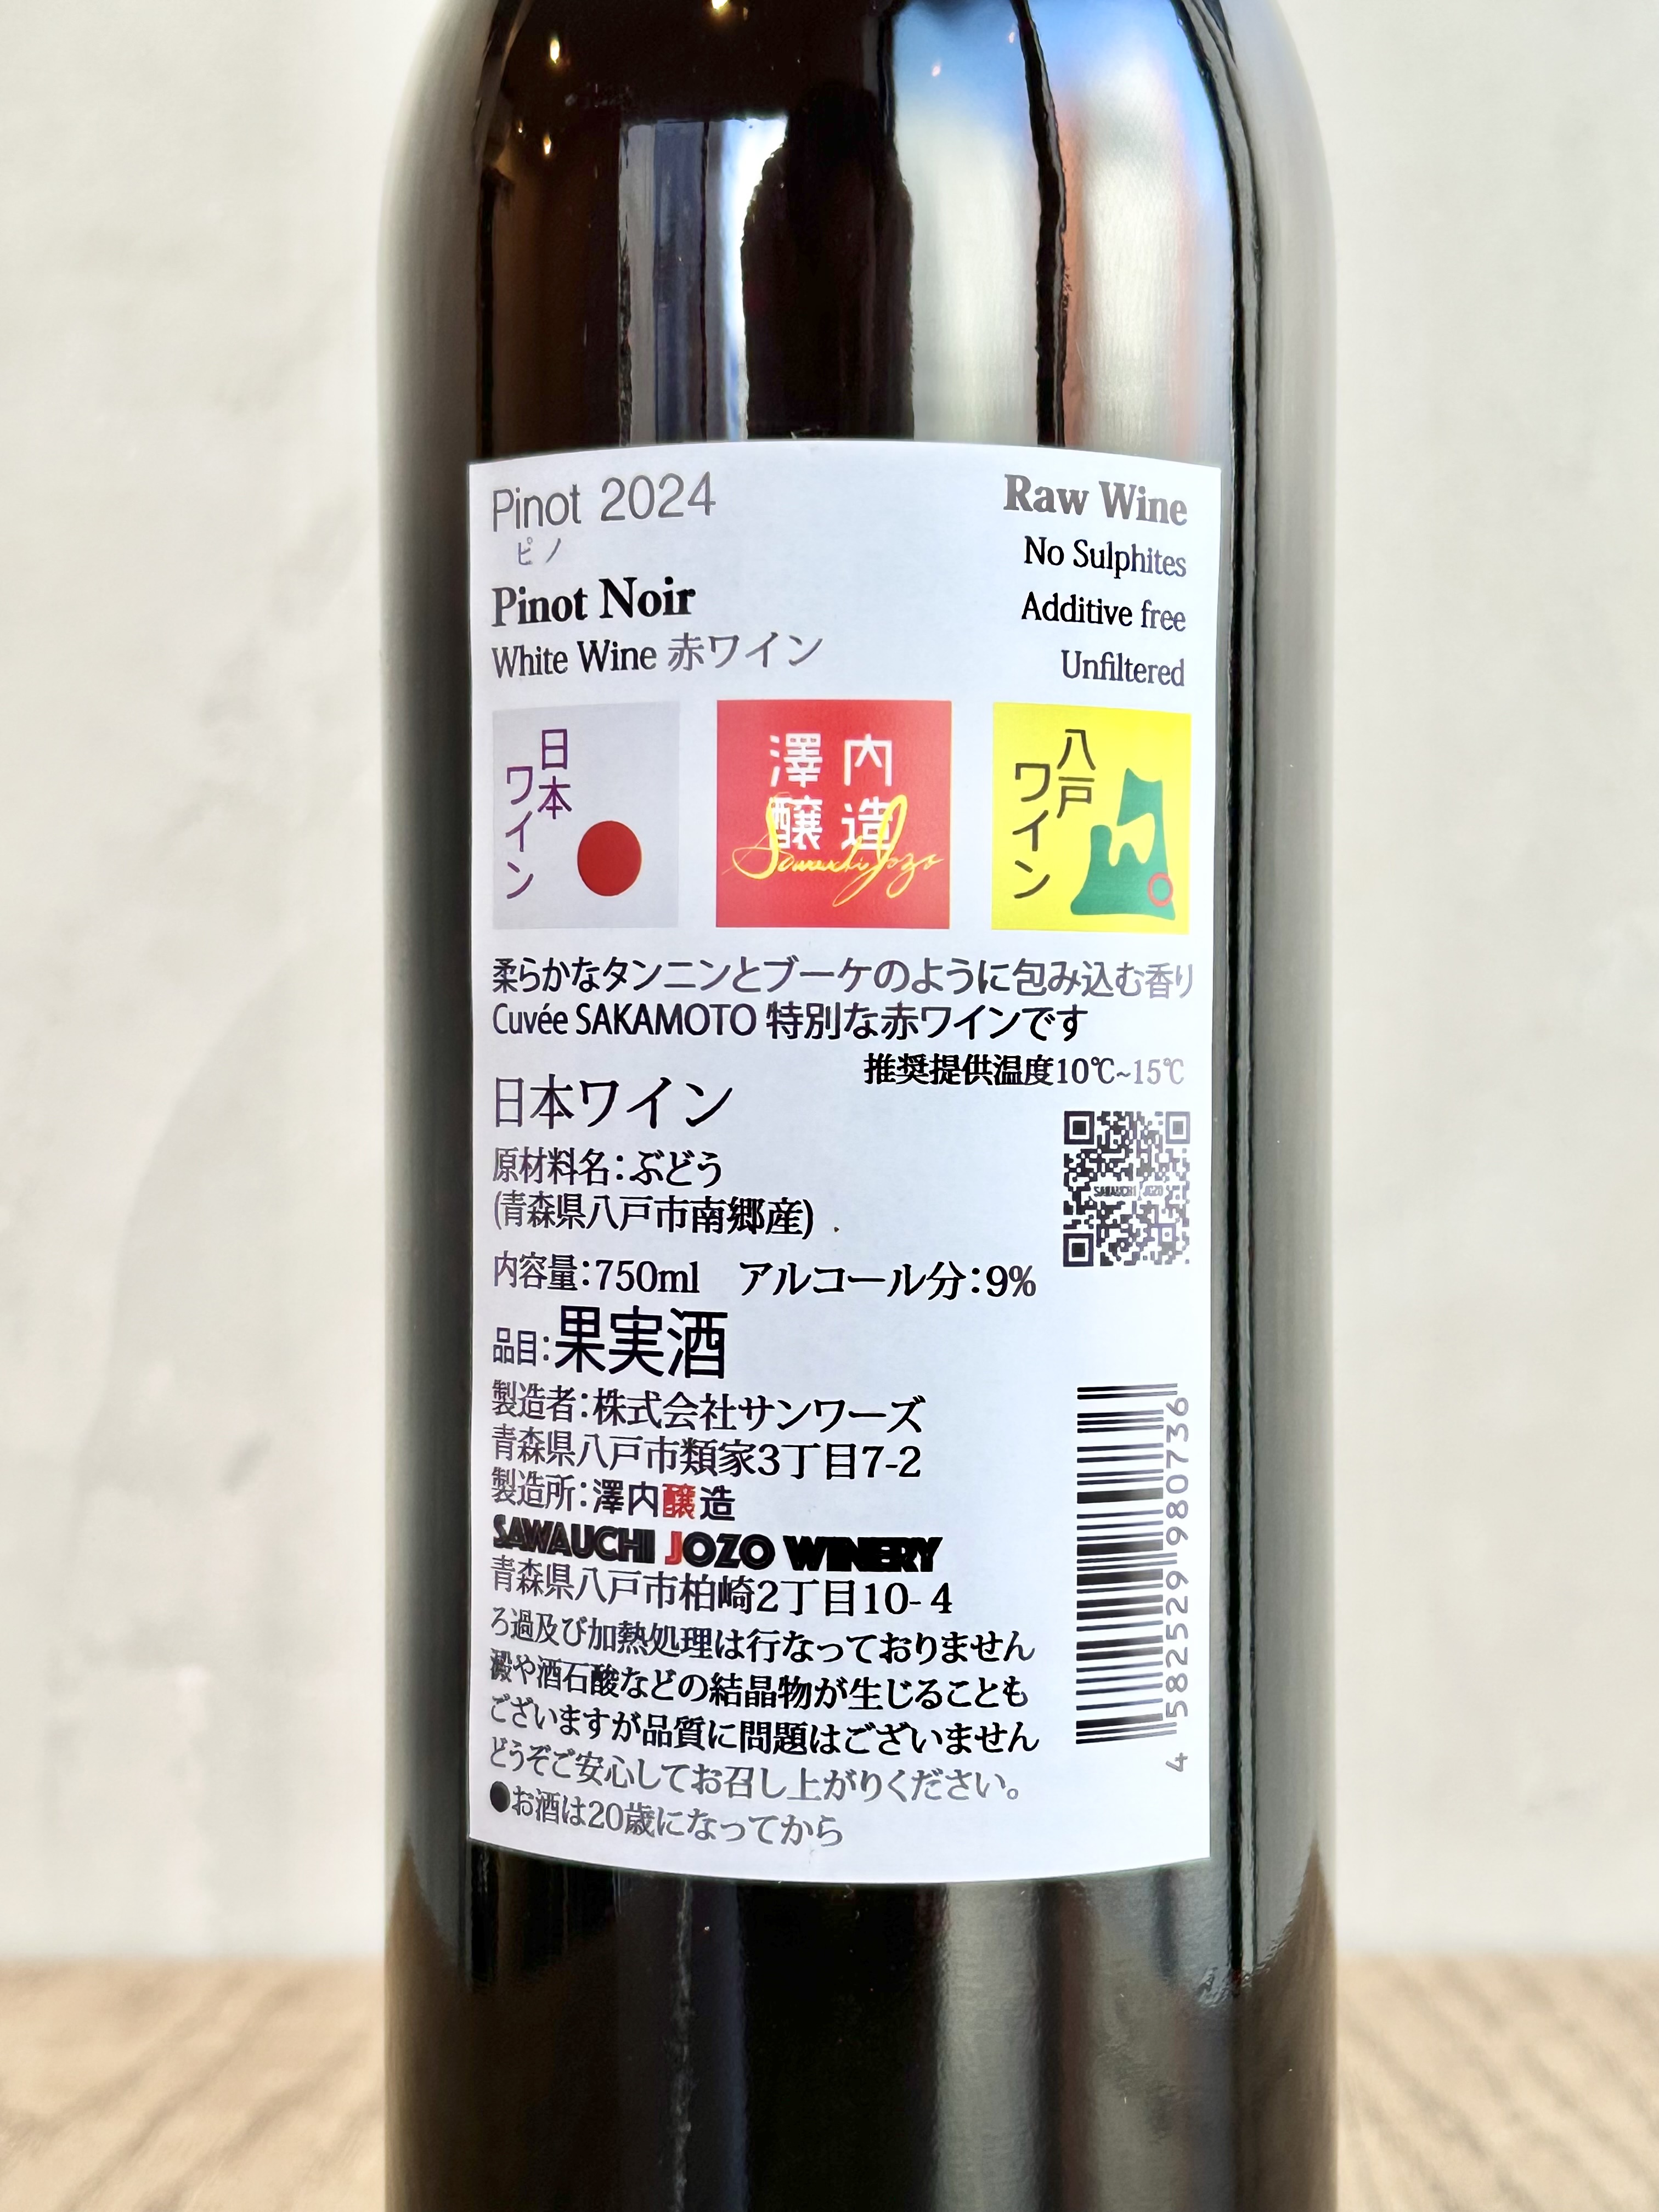 Pinot 2024
ピノ
Pinot Noir
White Wine 赤ワイン
Raw Wine
No Sulphites
Additive free
Unfiltered
日本
ワイン
澤内
醸造
Sawauchi Jozo
八戸
ワイン
柔らかなタンニンとブーケのように包み込む香り
Cuvée SAKAMOTO 特別な赤ワインです
推奨提供温度10℃~15℃
日本ワイン
原材料名：ぶどう
(青森県八戸市南郷産)
SAWAUCHI JOZO
内容量：750ml アルコール分：9%
品目：果実酒
製造者：株式会社サンワーズ
青森県八戸市類家3丁目7-2
製造所：澤内醸造
SAWAUCHI JOZO WINERY
青森県八戸市柏崎2丁目10-4
ろ過及び加熱処理は行なっておりません
澱や酒石酸などの結晶物が生じることも
ございますが品質に問題はございません
どうぞご安心してお召し上がりください。
●お酒は20歳になってから
4 582529 980736